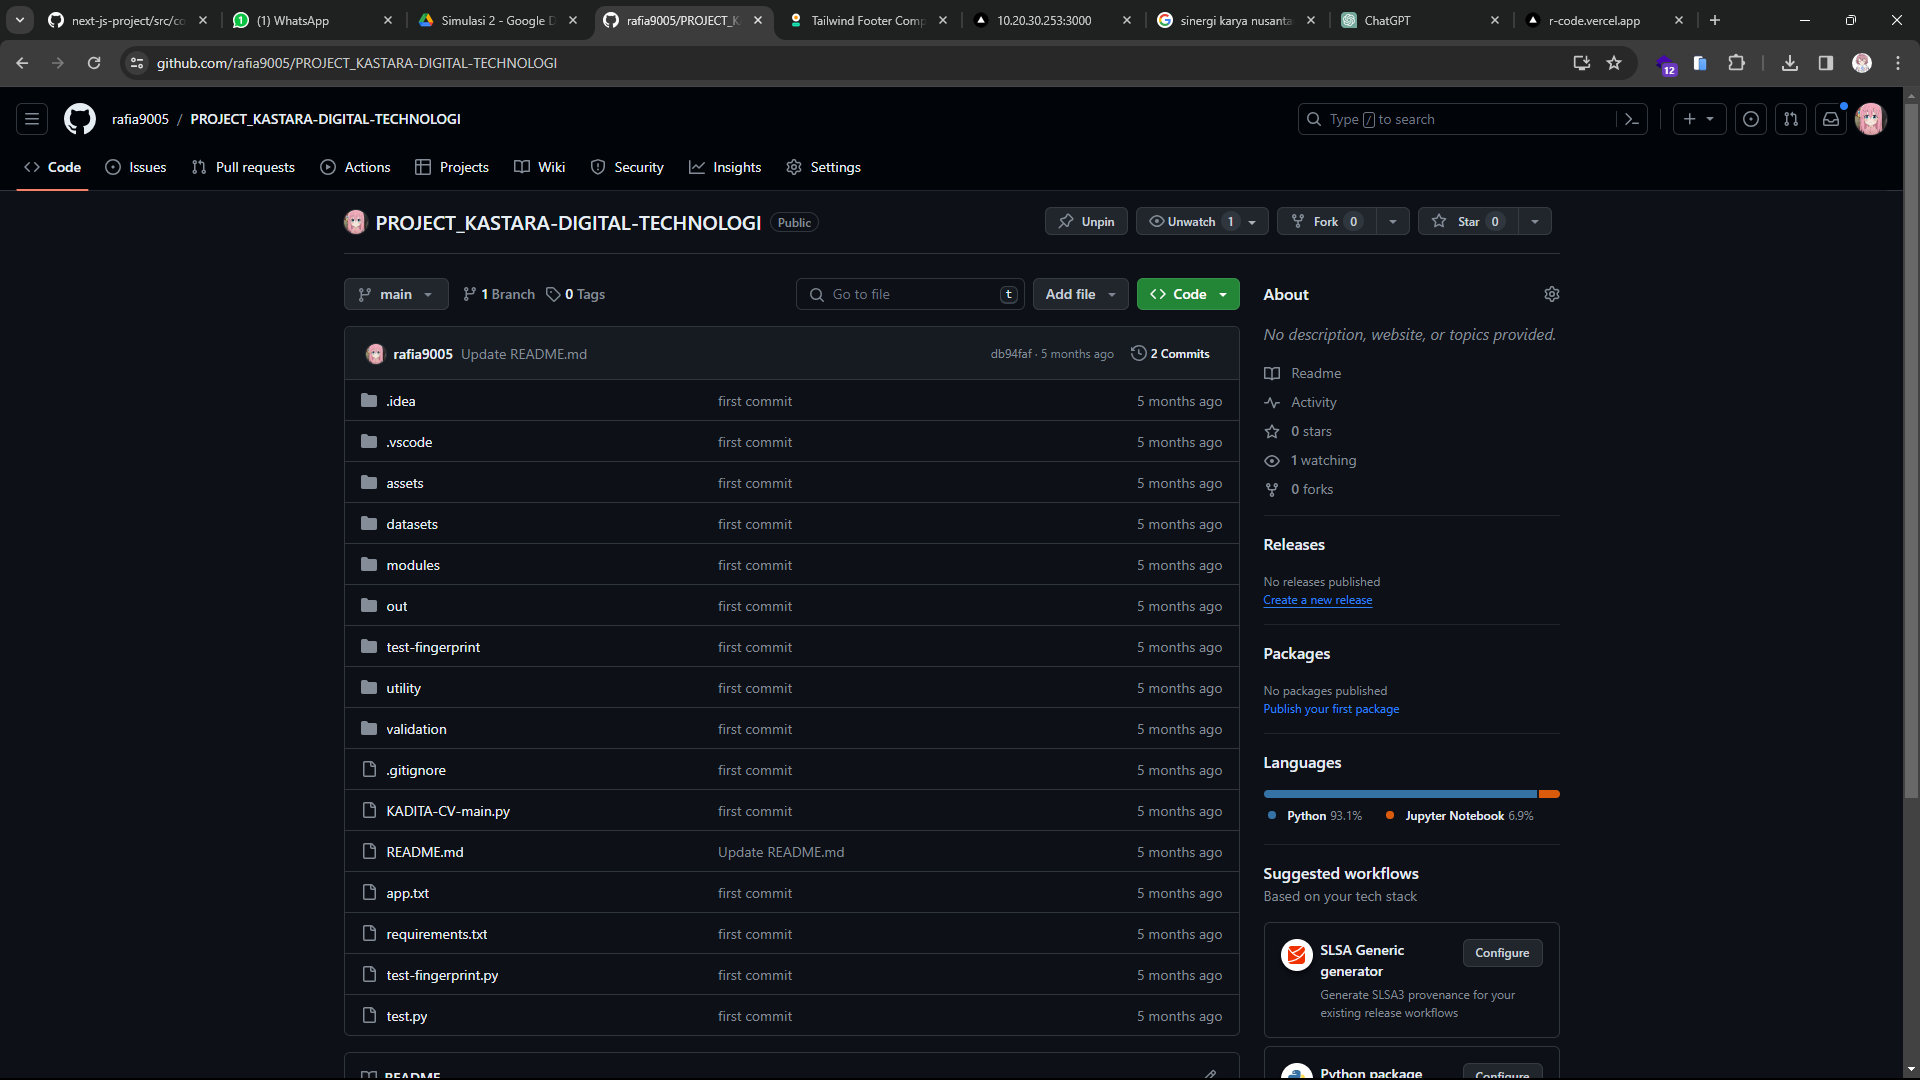 next-js-project/src/co
(1) WhatsApp
Simulasi 2 - Google D
rafia9005/PROJECT_K
Tailwind Footer Comp
10.20.30.253:3000
sinergi karya nusanta
ChatGPT
r-code.vercel.app
github.com/rafia9005/PROJECT_KASTARA-DIGITAL-TECHNOLOGI
12
rafia9005 / PROJECT_KASTARA-DIGITAL-TECHNOLOGI
Type / to search
Code Issues Pull requests Actions Projects Wiki Security Insights Settings
PROJECT_KASTARA-DIGITAL-TECHNOLOGI Public
Unpin Unwatch 1 Fork 0 Star 0
main 1 Branch 0 Tags Go to file t Add file Code
rafia9005 Update README.md db94faf · 5 months ago 2 Commits
.idea first commit 5 months ago
.vscode first commit 5 months ago
assets first commit 5 months ago
datasets first commit 5 months ago
modules first commit 5 months ago
out first commit 5 months ago
test-fingerprint first commit 5 months ago
utility first commit 5 months ago
validation first commit 5 months ago
.gitignore first commit 5 months ago
KADITA-CV-main.py first commit 5 months ago
README.md Update README.md 5 months ago
app.txt first commit 5 months ago
requirements.txt first commit 5 months ago
test-fingerprint.py first commit 5 months ago
test.py first commit 5 months ago
README
About
No description, website, or topics provided.
Readme
Activity
0 stars
1 watching
0 forks
Releases
No releases published
Create a new release
Packages
No packages published
Publish your first package
Languages
Python 93.1% Jupyter Notebook 6.9%
Suggested workflows
Based on your tech stack
SLSA Generic
generator
Configure
Generate SLSA3 provenance for your
existing release workflows
Python package
Configure